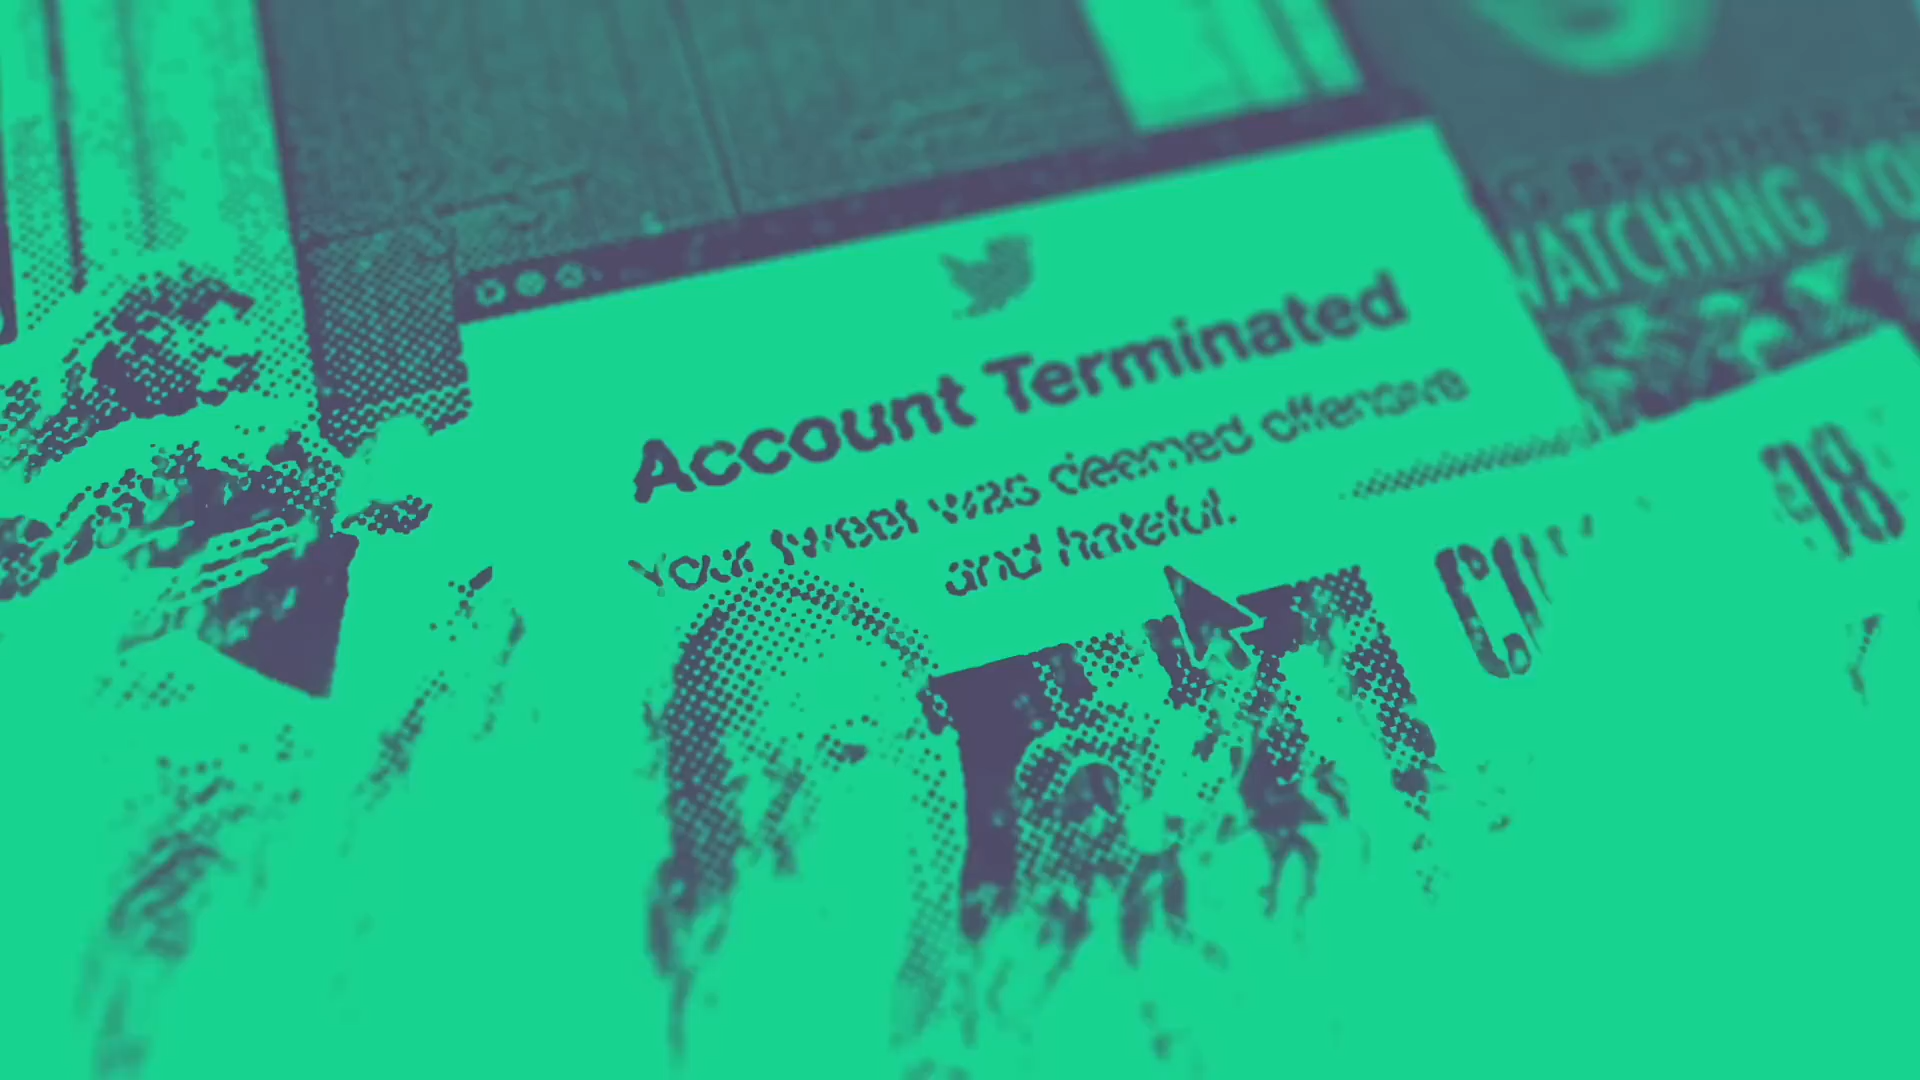 WATCHING YO
Account Terminated
Your tweet was deemed offensive
and hateful.